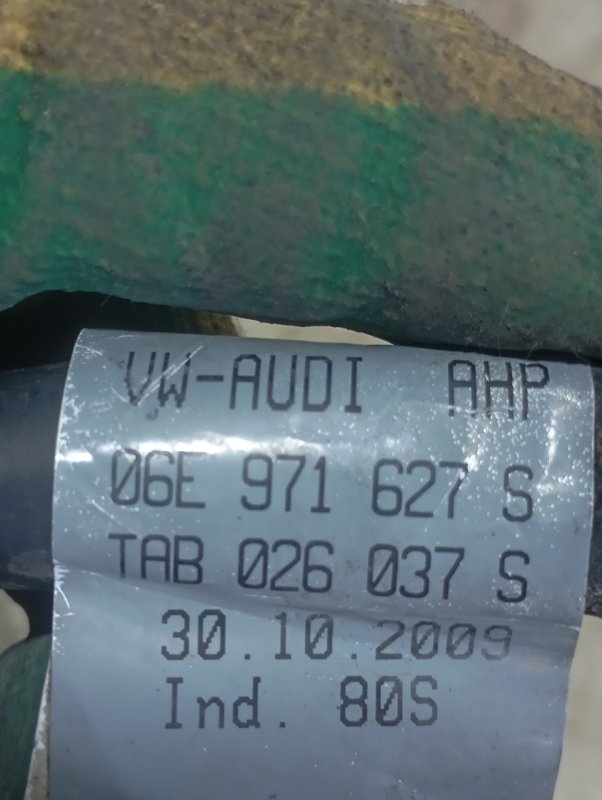 VW-AUDI AHP
06E 971 627 S
TAB 026 037 S
30.10.2009
Ind. 80S